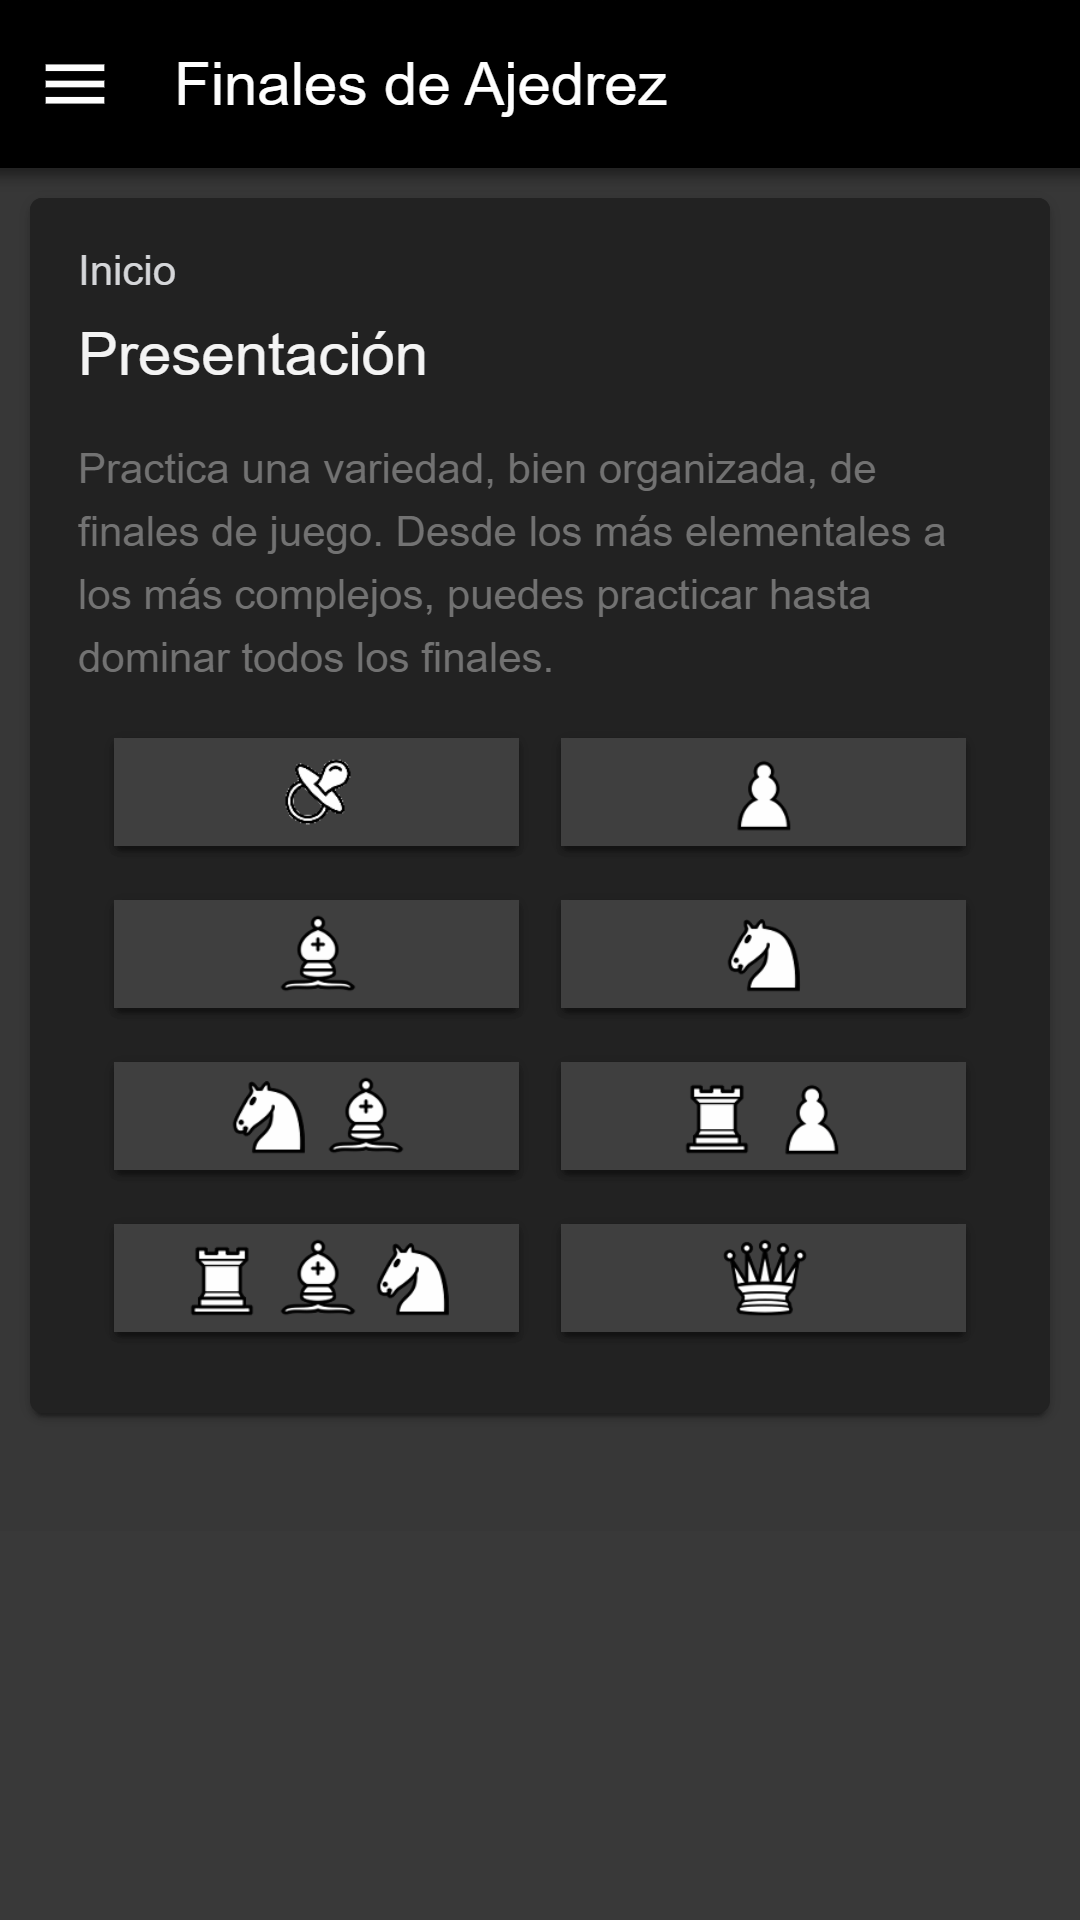 Finales de Ajedrez
Inicio
Presentación
Practica una variedad, bien organizada, de
finales de juego. Desde los más elementales a
los más complejos, puedes practicar hasta
dominar todos los finales.